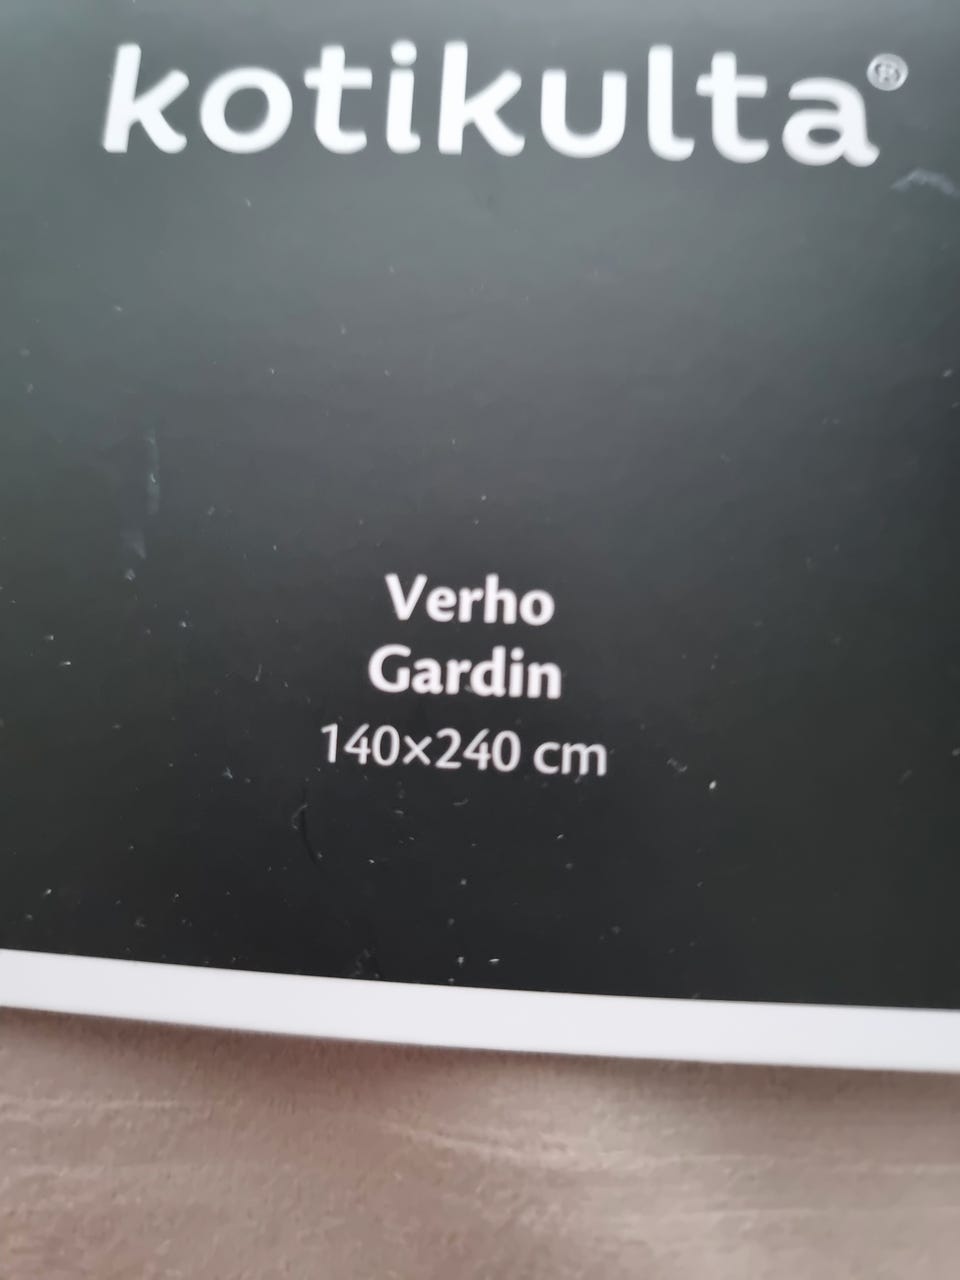 kotikulta®
Verho
Gardin
140×240 cm